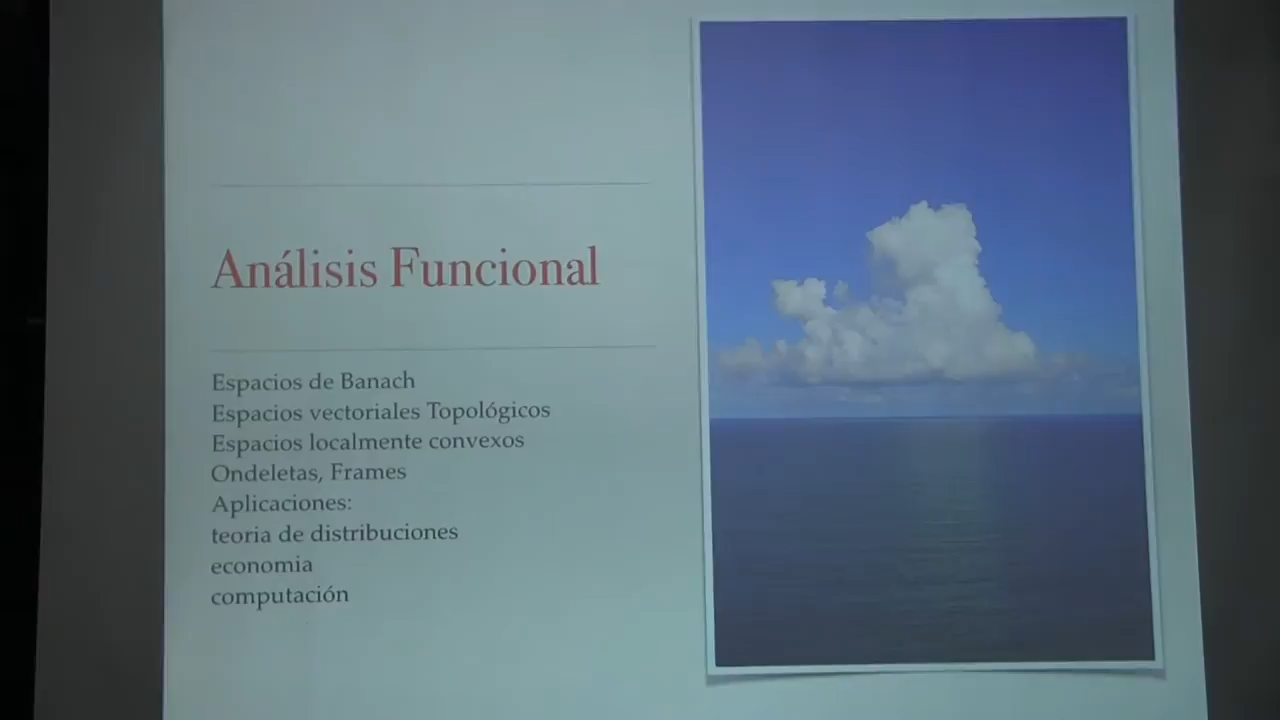 Análisis Funcional
Espacios de Banach
Espacios vectoriales Topológicos
Espacios localmente convexos
Ondeletas, Frames
Aplicaciones:
teoria de distribuciones
economia
computación